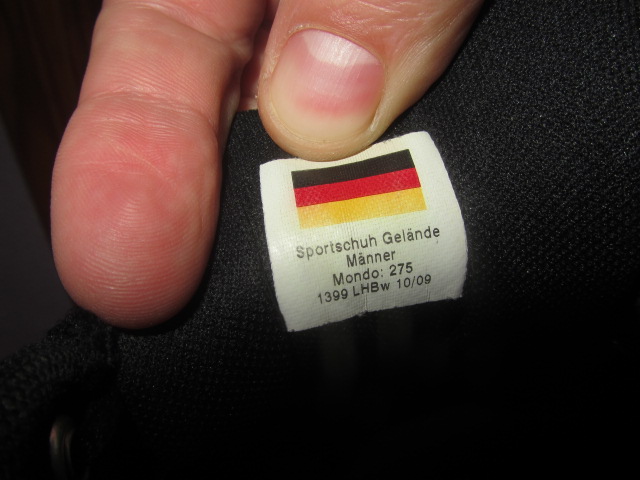 Sportschuh Gelände
Männer
Mondo: 275
1399 LHBw 10/09